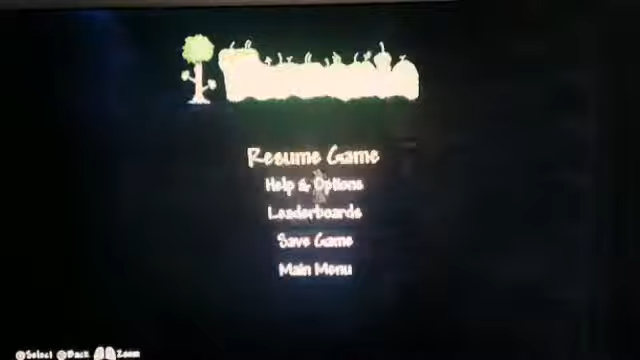 Resume Game
Help & Options
Leaderboards
Save Game
Main Menu
Select Back Zoom